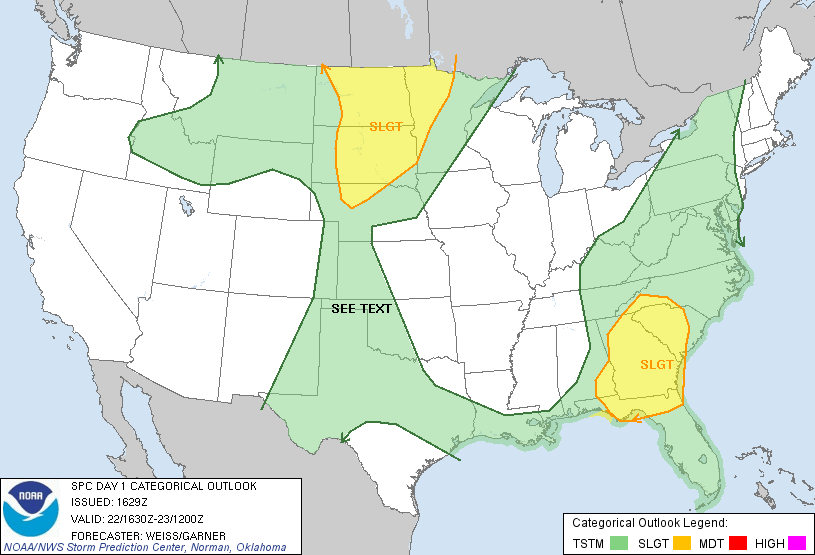 SLGT
SEE TEXT
SLGT
NOAA
SPC DAY 1 CATEGORICAL OUTLOOK
ISSUED: 1629Z
VALID: 22/1630Z-23/1200Z
FORECASTER: WEISS/GARNER
NOAA/NWS Storm Prediction Center, Norman, Oklahoma
Categorical Outlook Legend:
TSTM SLGT MDT HIGH